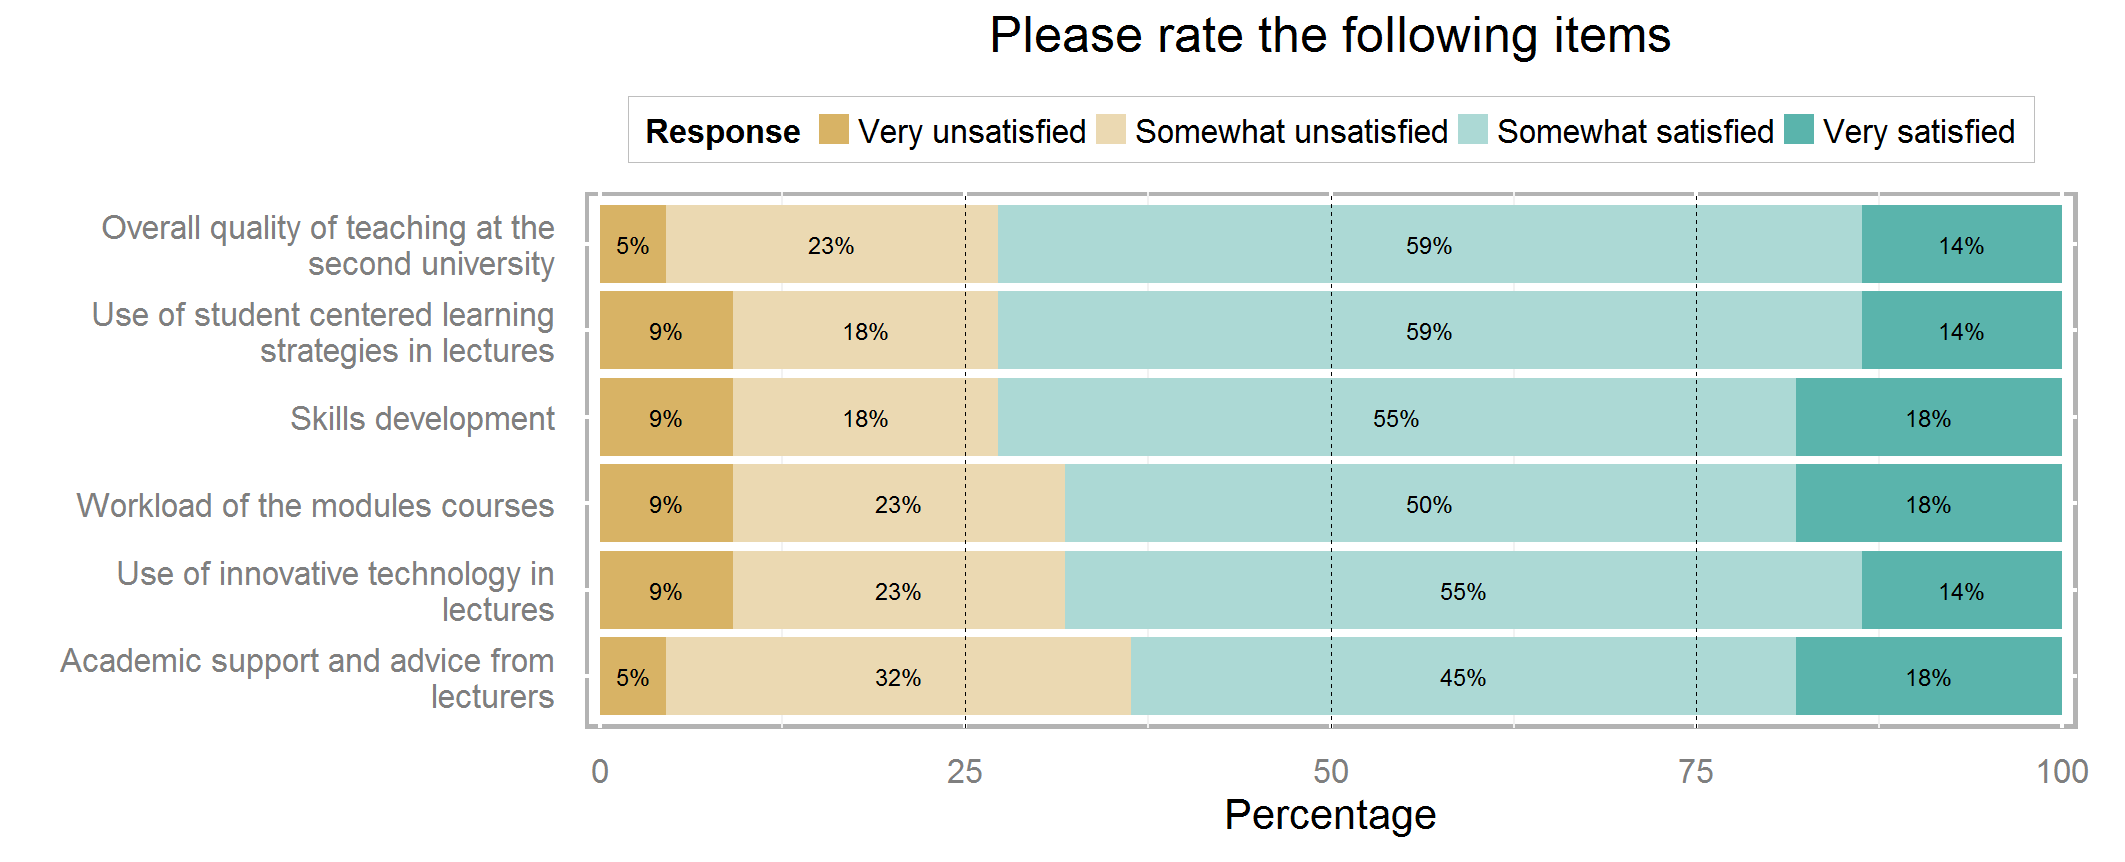 Please rate the following items
Response Very unsatisfied Somewhat unsatisfied Somewhat satisfied Very satisfied
Overall quality of teaching at the
second university
5% 23% 59% 14%
Use of student centered learning
strategies in lectures
9% 18% 59% 14%
Skills development
9% 18% 55% 18%
Workload of the modules courses
9% 23% 50% 18%
Use of innovative technology in
lectures
9% 23% 55% 14%
Academic support and advice from
lecturers
5% 32% 45% 18%
0 25 50 75 100
Percentage